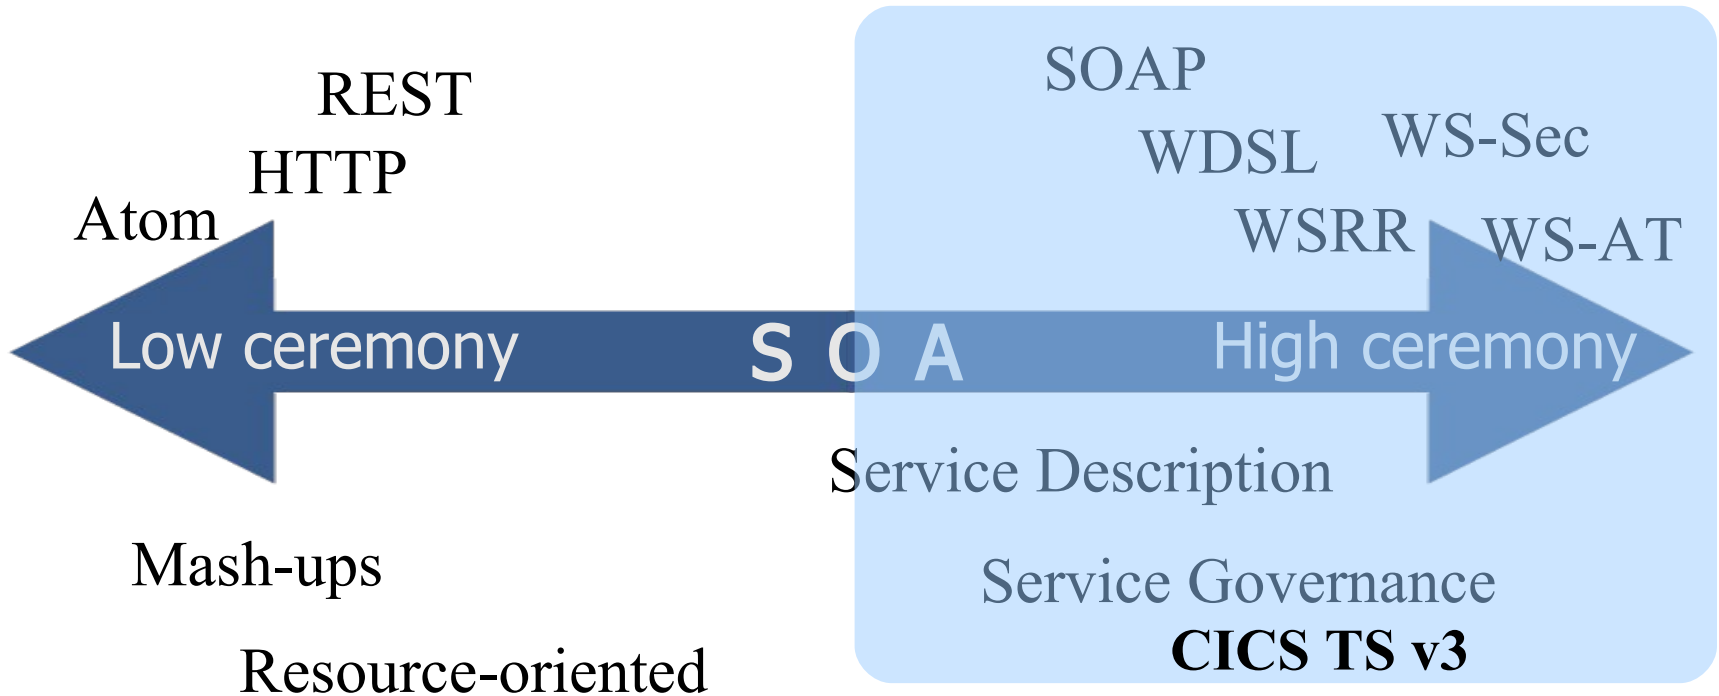 SOAP
REST
WDSL
WS-Sec
HTTP
Atom
WSRR
WS-AT
Low ceremony
S O A
High ceremony
Service Description
Mash-ups
Service Governance
CICS TS v3
Resource-oriented